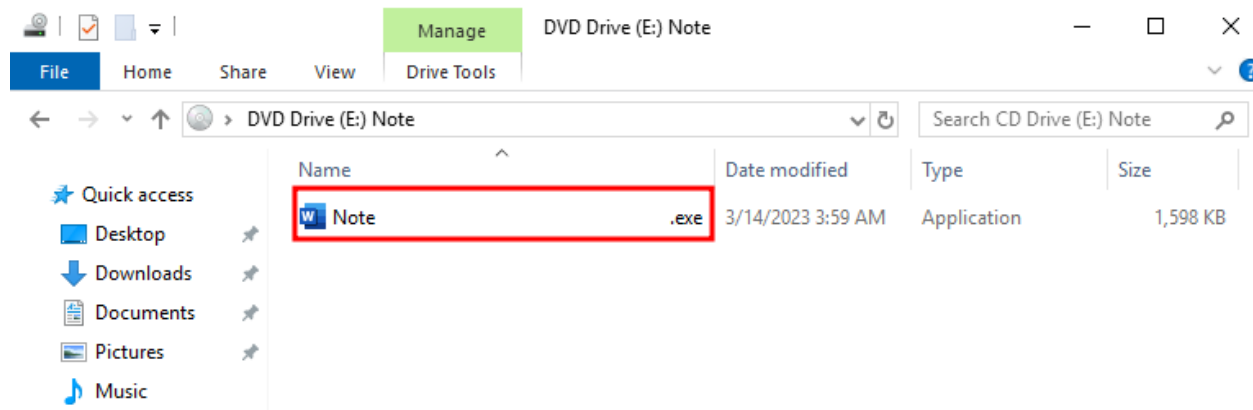 Manage DVD Drive (E:) Note
File Home Share View Drive Tools
DVD Drive (E:) Note Search CD Drive (E:) Note
Name Date modified Type Size
Quick access
W Note .exe 3/14/2023 3:59 AM Application 1,598 KB
Desktop
Downloads
Documents
Pictures
Music